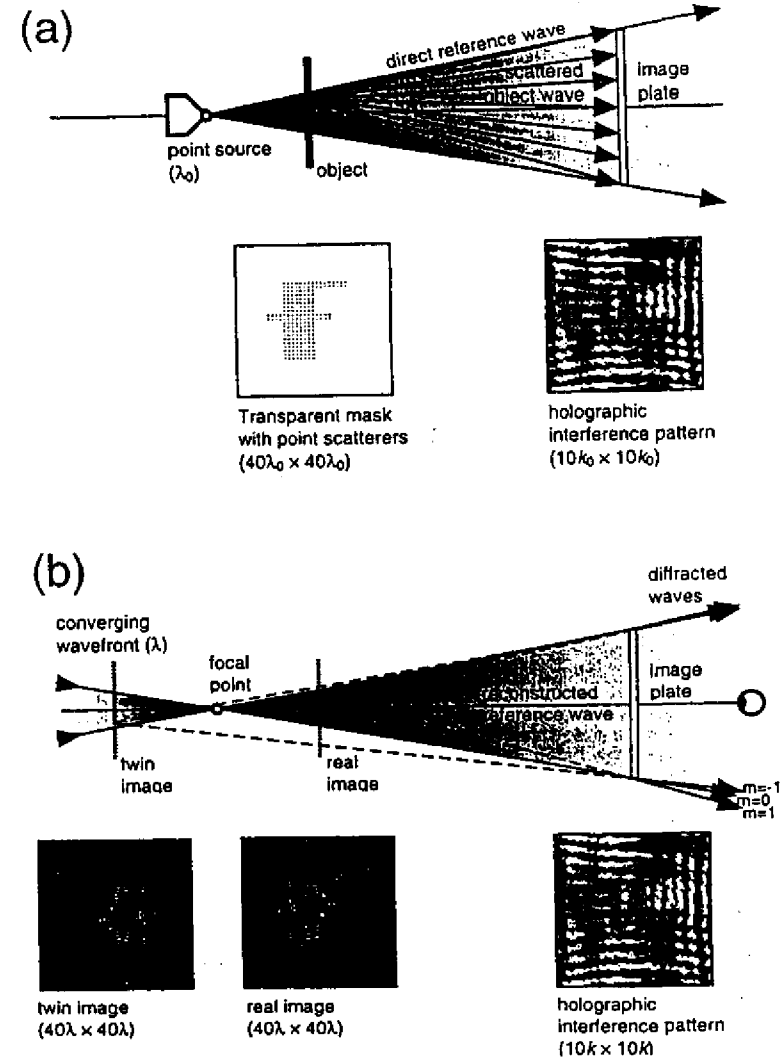 (a)
direct reference wave
scattered
object wave
image
plate
point source
(λ₀)
object
Transparent mask
with point scatterers
(40λ₀ x 40λ₀)
holographic
interference pattern
(10k₀ x 10k₀)
(b)
diffracted
waves
converging
wavefront (λ)
focal
point
image
plate
reconstructed
reference wave
twin
image
real
image
m=-1
m=0
m=1
twin image
(40λ x 40λ)
real image
(40λ x 40λ)
holographic
interference pattern
(10k x 10k)